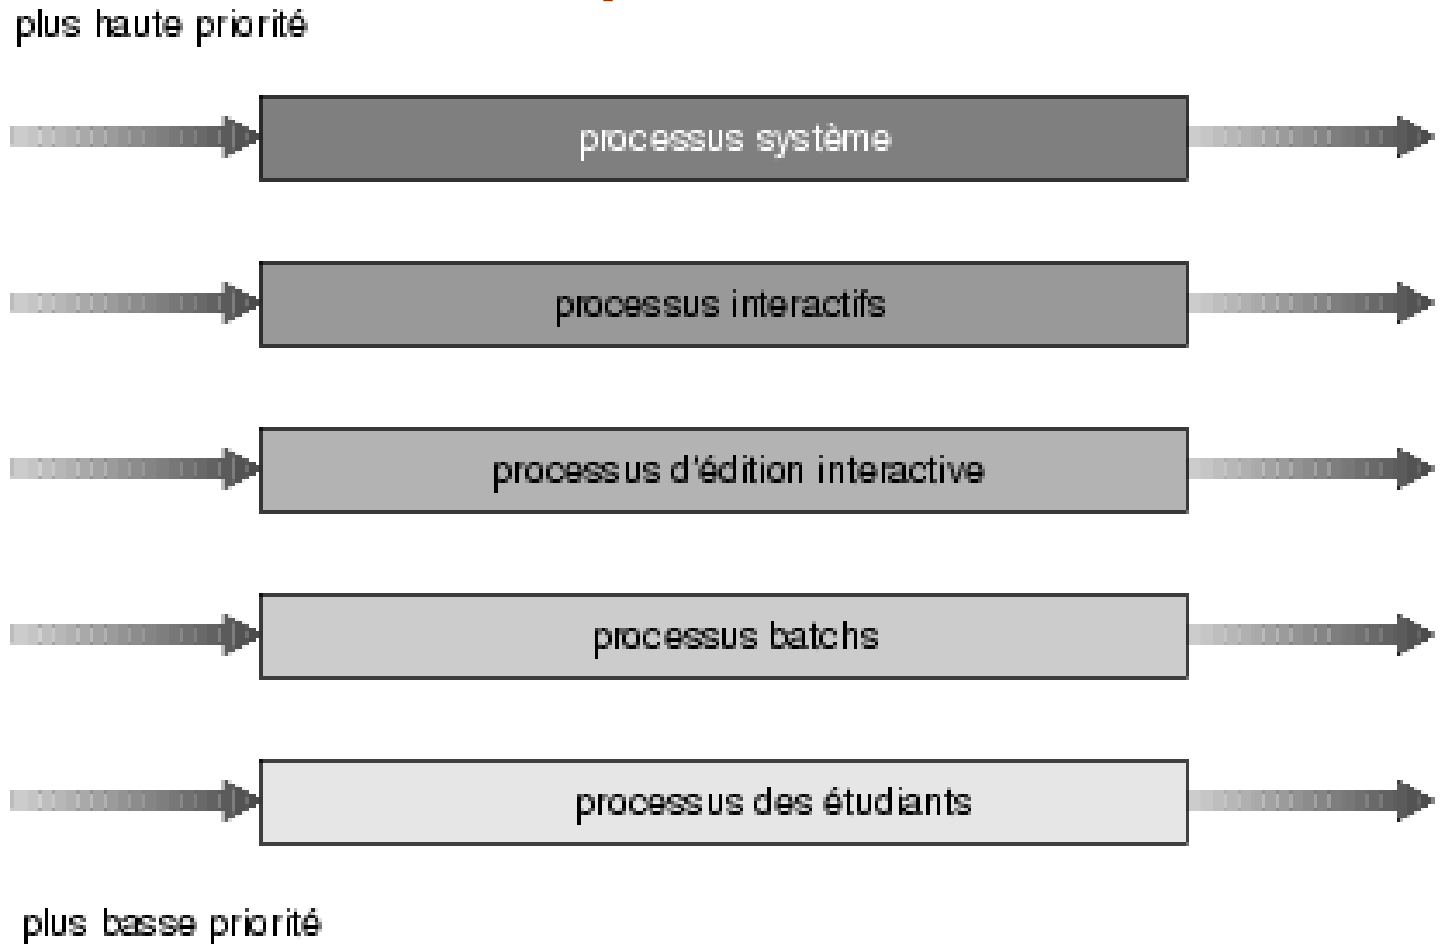 plus haute priorité
processus système
processus interactifs
processus d'édition interactive
processus batchs
processus des étudiants
plus basse priorité